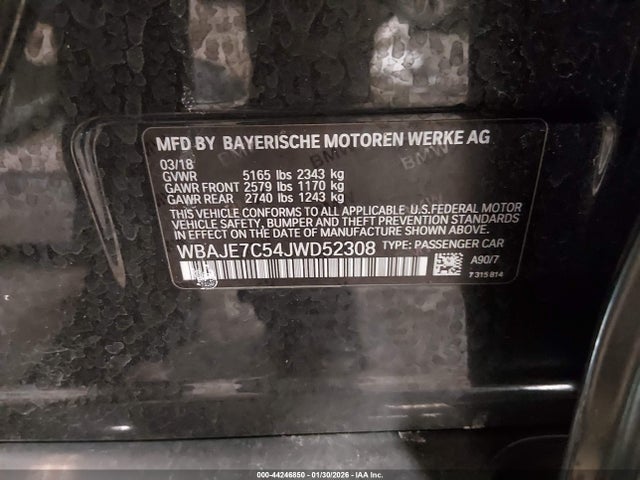 MFD BY BAYERISCHE MOTOREN WERKE AG
03/18
GVWR 5165 lbs 2343 kg
GAWR FRONT 2579 lbs 1170 kg
GAWR REAR 2740 lbs 1243 kg
THIS VEHICLE CONFORMS TO ALL APPLICABLE U.S.FEDERAL MOTOR
VEHICLE SAFETY, BUMPER AND THEFT PREVENTION STANDARDS
IN EFFECT ON THE DATE OF MANUFACTURE SHOWN ABOVE.
WBAJE7C54JWD52308 TYPE: PASSENGER CAR
A90/7
7 315 814
000-44246850 - 01/30/2026 - IAA Inc.